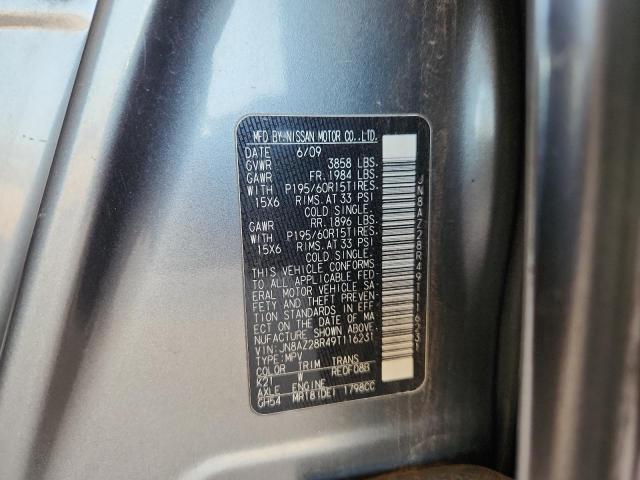 MFD BY:NISSAN MOTOR CO.,LTD.
DATE 6/09
GVWR 3858 LBS.
GAWR FR. 1984 LBS.
WITH P195/60R15TIRES.
15X6 RIMS. AT 33 PSI
COLD SINGLE.
GAWR RR. 1896 LBS.
WITH P195/60R15TIRES.
15X6 RIMS. AT 33 PSI
COLD SINGLE.
THIS VEHICLE CONFORMS
TO ALL APPLICABLE FED-
ERAL MOTOR VEHICLE SA
FETY AND THEFT PREVEN-
TION STANDARDS IN EFF
ECT ON THE DATE OF MA
NUFACTURE SHOWN ABOVE.
VIN:JN8AZ28R49T116231
TYPE:MPV
COLOR TRIM TRANS
K21 W RE0F08B
AXLE ENGINE
GH54 MR18(DE) 1798CC
JN8AZ28R49T116231